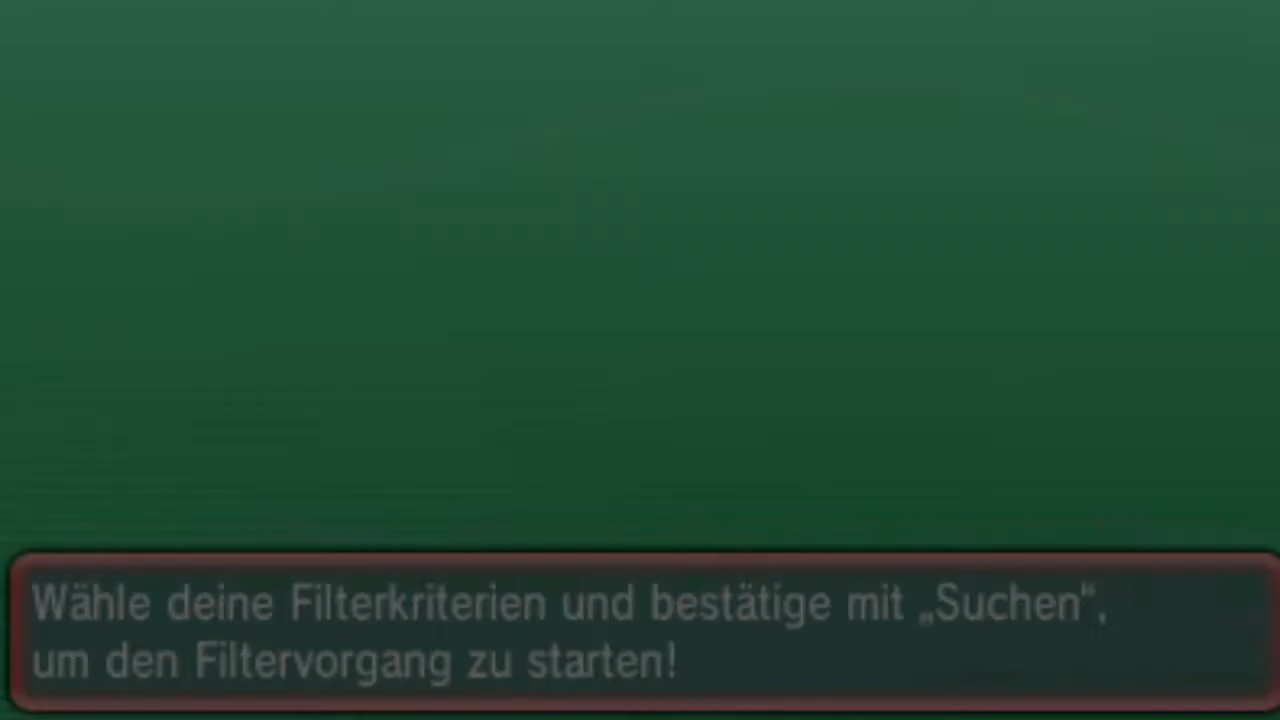 Wähle deine Filterkriterien und bestätige mit „Suchen“,
um den Filtervorgang zu starten!